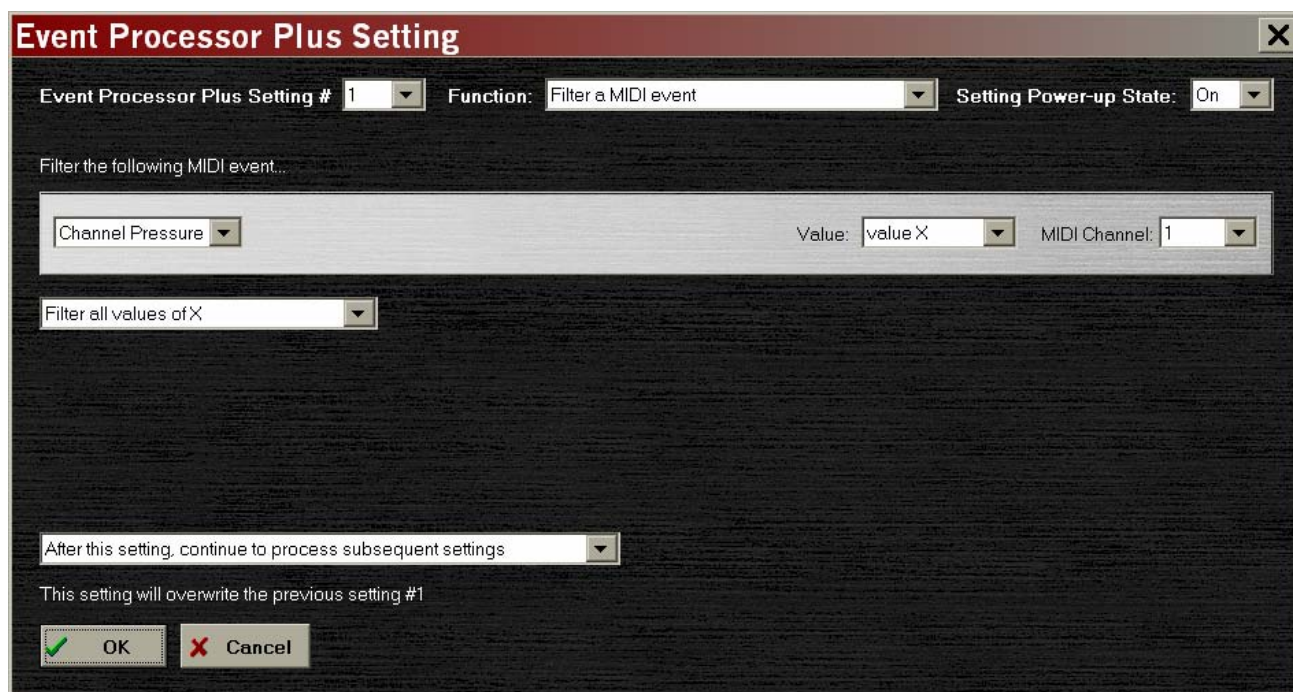 Event Processor Plus Setting
Event Processor Plus Setting # 1 Function: Filter a MIDI event Setting Power-up State: On
Filter the following MIDI event...
Channel Pressure Value: value X MIDI Channel: 1
Filter all values of X
After this setting, continue to process subsequent settings
This setting will overwrite the previous setting #1
OK Cancel